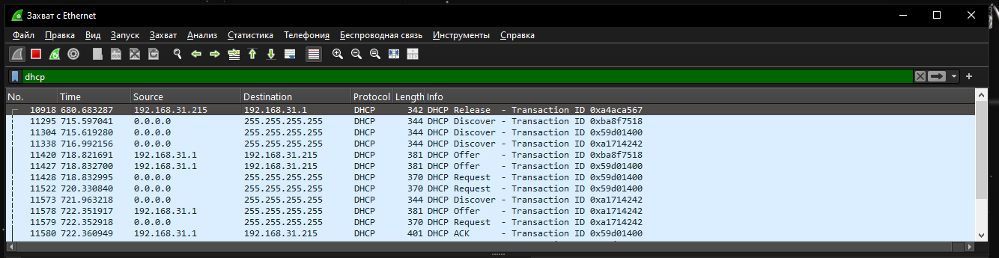 Захват с Ethernet
Файл Правка Вид Запуск Захват Анализ Статистика Телефония Беспроводная связь Инструменты Справка
dhcp
No. Time Source Destination Protocol Length Info
10918 680.683287 192.168.31.215 192.168.31.1 DHCP 342 DHCP Release - Transaction ID 0xa4aca567
11295 715.597041 0.0.0.0 255.255.255.255 DHCP 344 DHCP Discover - Transaction ID 0xba8f7518
11304 715.619280 0.0.0.0 255.255.255.255 DHCP 344 DHCP Discover - Transaction ID 0x59d01400
11338 716.992156 0.0.0.0 255.255.255.255 DHCP 344 DHCP Discover - Transaction ID 0xa1714242
11420 718.821691 192.168.31.1 192.168.31.215 DHCP 381 DHCP Offer - Transaction ID 0xba8f7518
11427 718.832700 192.168.31.1 192.168.31.215 DHCP 381 DHCP Offer - Transaction ID 0x59d01400
11428 718.832995 0.0.0.0 255.255.255.255 DHCP 370 DHCP Request - Transaction ID 0x59d01400
11522 720.330840 0.0.0.0 255.255.255.255 DHCP 370 DHCP Request - Transaction ID 0x59d01400
11573 721.963218 0.0.0.0 255.255.255.255 DHCP 344 DHCP Discover - Transaction ID 0xa1714242
11578 722.351917 192.168.31.1 192.168.31.215 DHCP 381 DHCP Offer - Transaction ID 0xa1714242
11579 722.352918 0.0.0.0 255.255.255.255 DHCP 370 DHCP Request - Transaction ID 0xa1714242
11580 722.360949 192.168.31.1 192.168.31.215 DHCP 401 DHCP ACK - Transaction ID 0x59d01400